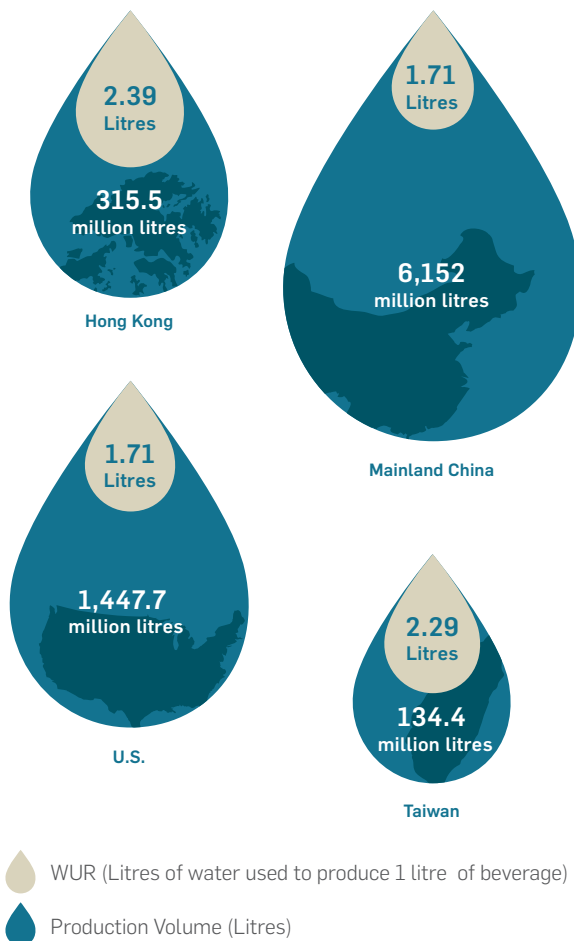 2.39
Litres
315.5
million litres
Hong Kong
1.71
Litres
6,152
million litres
Mainland China
1.71
Litres
1,447.7
million litres
U.S.
2.29
Litres
134.4
million litres
Taiwan
WUR (Litres of water used to produce 1 litre of beverage)
Production Volume (Litres)